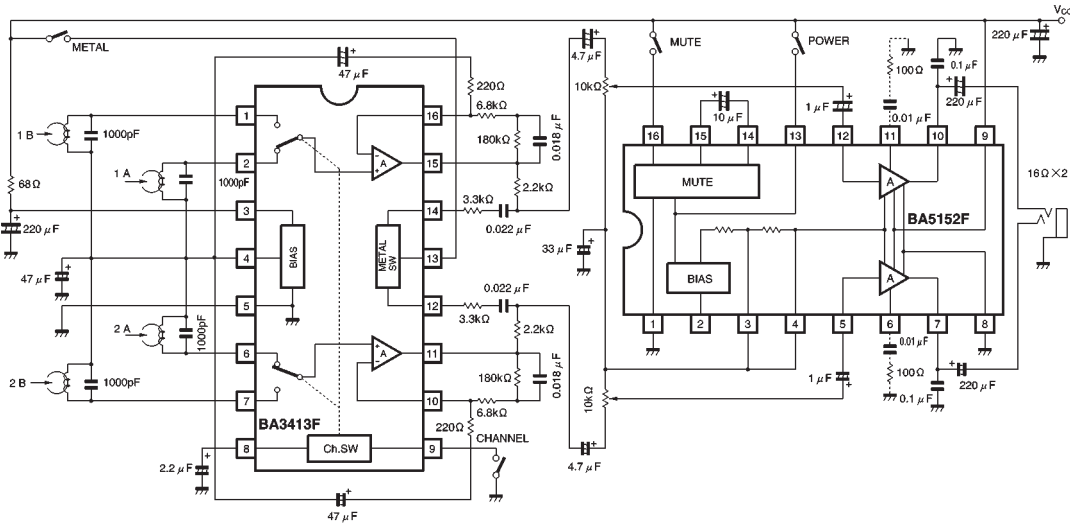 VCC
METAL
MUTE
POWER
220 μF
4.7 μF
47 μF
220Ω
6.8kΩ
180kΩ
0.018 μF
2.2kΩ
3.3kΩ
0.022 μF
10kΩ
1 μF
10 μF
100Ω
0.01 μF
0.1 μF
220 μF
1 B
1000pF
1 A
1000pF
68Ω
220 μF
47 μF
2 A
1000pF
2 B
1000pF
1
2
3
4
5
6
7
8
16
15
14
13
12
11
10
9
A
BIAS
METAL
SW
A
BA3413F
Ch.SW
2.2 μF
47 μF
0.022 μF
3.3kΩ
2.2kΩ
180kΩ
0.018 μF
6.8kΩ
220Ω
CHANNEL
33 μF
10kΩ
4.7 μF
16
15
14
13
12
11
10
9
MUTE
A
BA5152F
BIAS
A
1
2
3
4
5
6
7
8
16Ω×2
1 μF
0.01 μF
100Ω
0.1 μF
220 μF